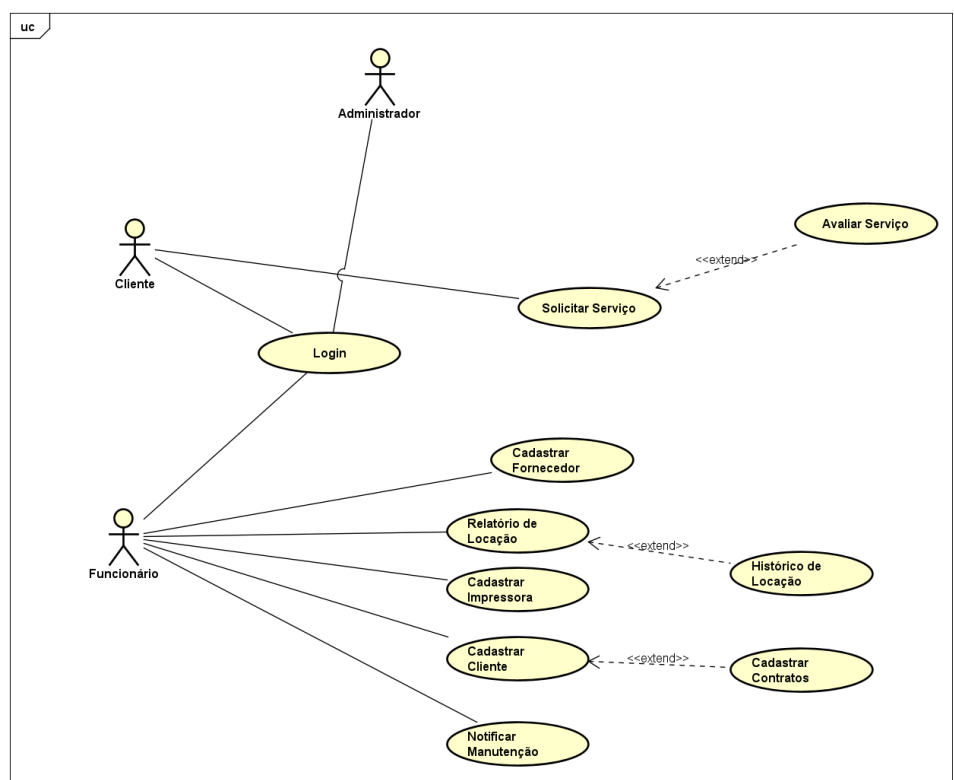 uc
Administrador
Avaliar Serviço
<<extend>>
Cliente
Solicitar Serviço
Login
Cadastrar
Fornecedor
Relatório de
Locação
<<extend>>
Histórico de
Locação
Funcionário
Cadastrar
Impressora
Cadastrar
Cliente
<<extend>>
Cadastrar
Contratos
Notificar
Manutenção